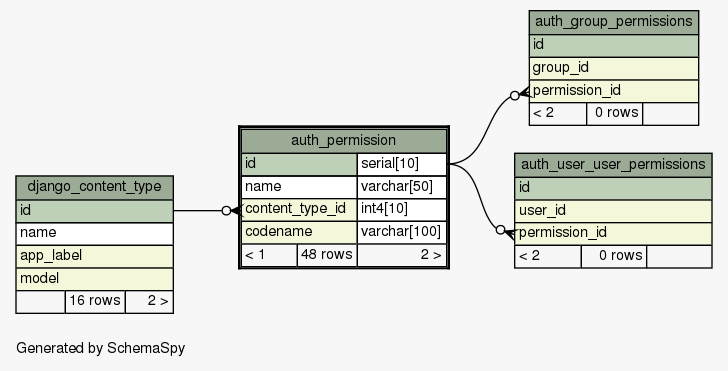 auth_group_permissions
id
group_id
permission_id
< 2 0 rows
auth_permission
id serial[10]
name varchar[50]
content_type_id int4[10]
codename varchar[100]
< 1 48 rows 2 >
auth_user_user_permissions
id
user_id
permission_id
< 2 0 rows
django_content_type
id
name
app_label
model
16 rows 2 >
Generated by SchemaSpy